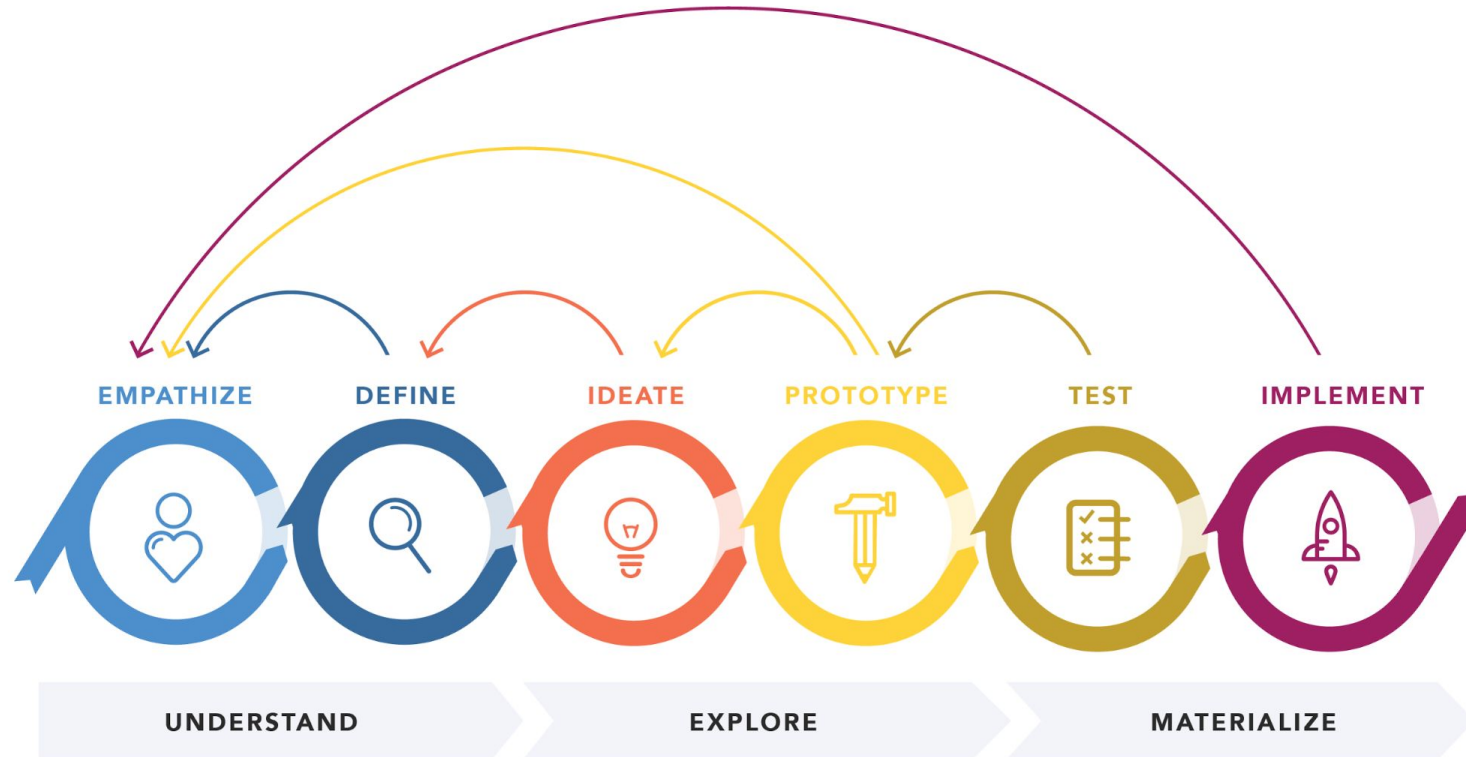 EMPATHIZE
DEFINE
IDEATE
PROTOTYPE
TEST
IMPLEMENT
UNDERSTAND
EXPLORE
MATERIALIZE